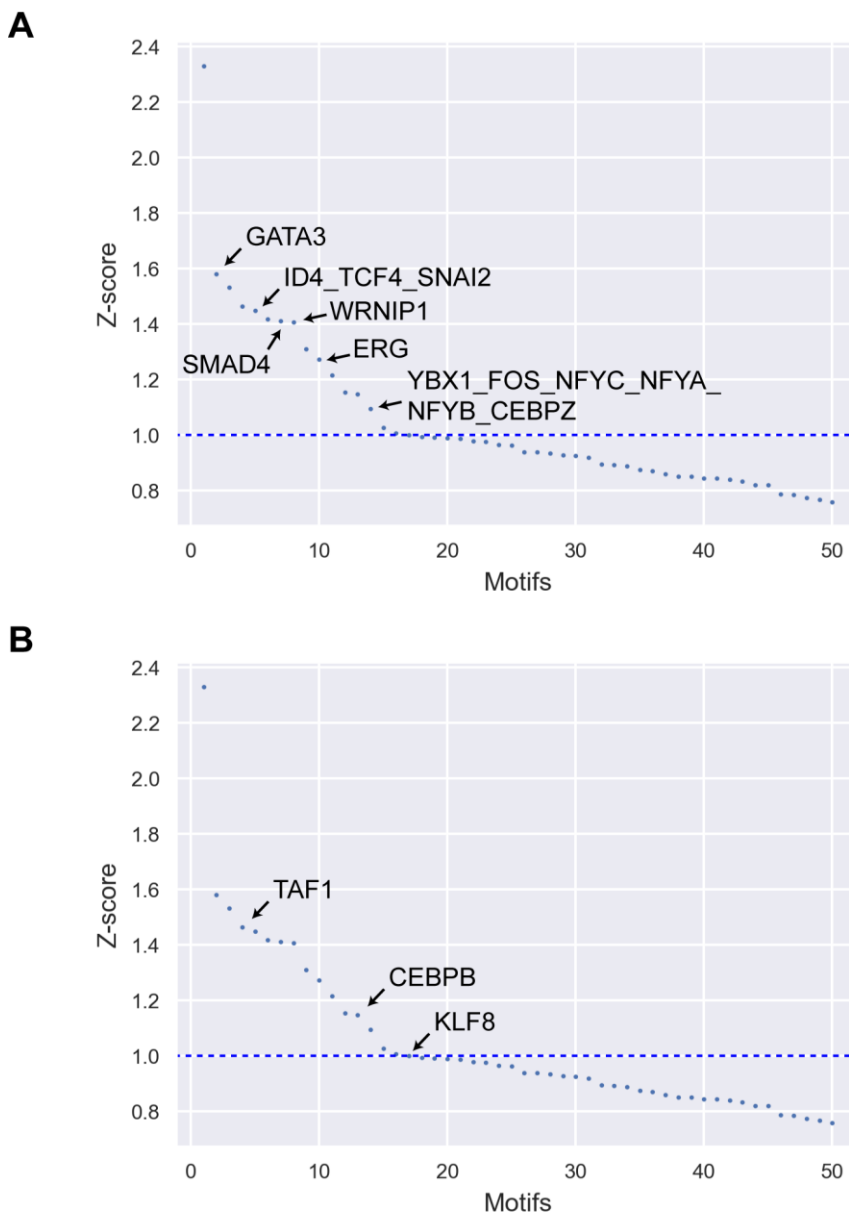 A
2.4
2.2
2.0
1.8
1.6
1.4
1.2
1.0
0.8
Z-score
GATA3
ID4_TCF4_SNAI2
WRNIP1
SMAD4
ERG
YBX1_FOS_NFYC_NFYA_
NFYB_CEBPZ
0 10 20 30 40 50
Motifs
B
2.4
2.2
2.0
1.8
1.6
1.4
1.2
1.0
0.8
Z-score
TAF1
CEBPB
KLF8
0 10 20 30 40 50
Motifs